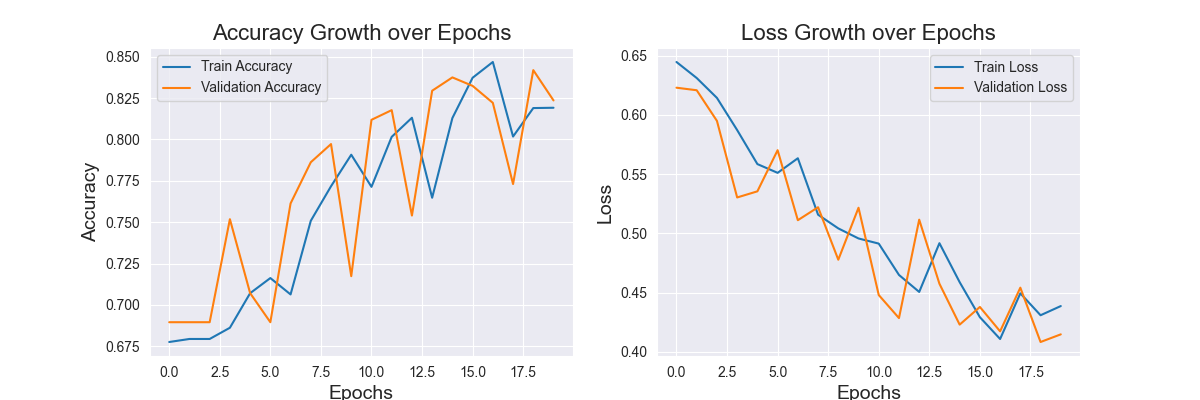 Accuracy Growth over Epochs
Train Accuracy
Validation Accuracy
0.850
0.825
0.800
0.775
0.750
0.725
0.700
0.675
Accuracy
0.0 2.5 5.0 7.5 10.0 12.5 15.0 17.5
Epochs
Loss Growth over Epochs
Train Loss
Validation Loss
0.65
0.60
0.55
0.50
0.45
0.40
Loss
0.0 2.5 5.0 7.5 10.0 12.5 15.0 17.5
Epochs